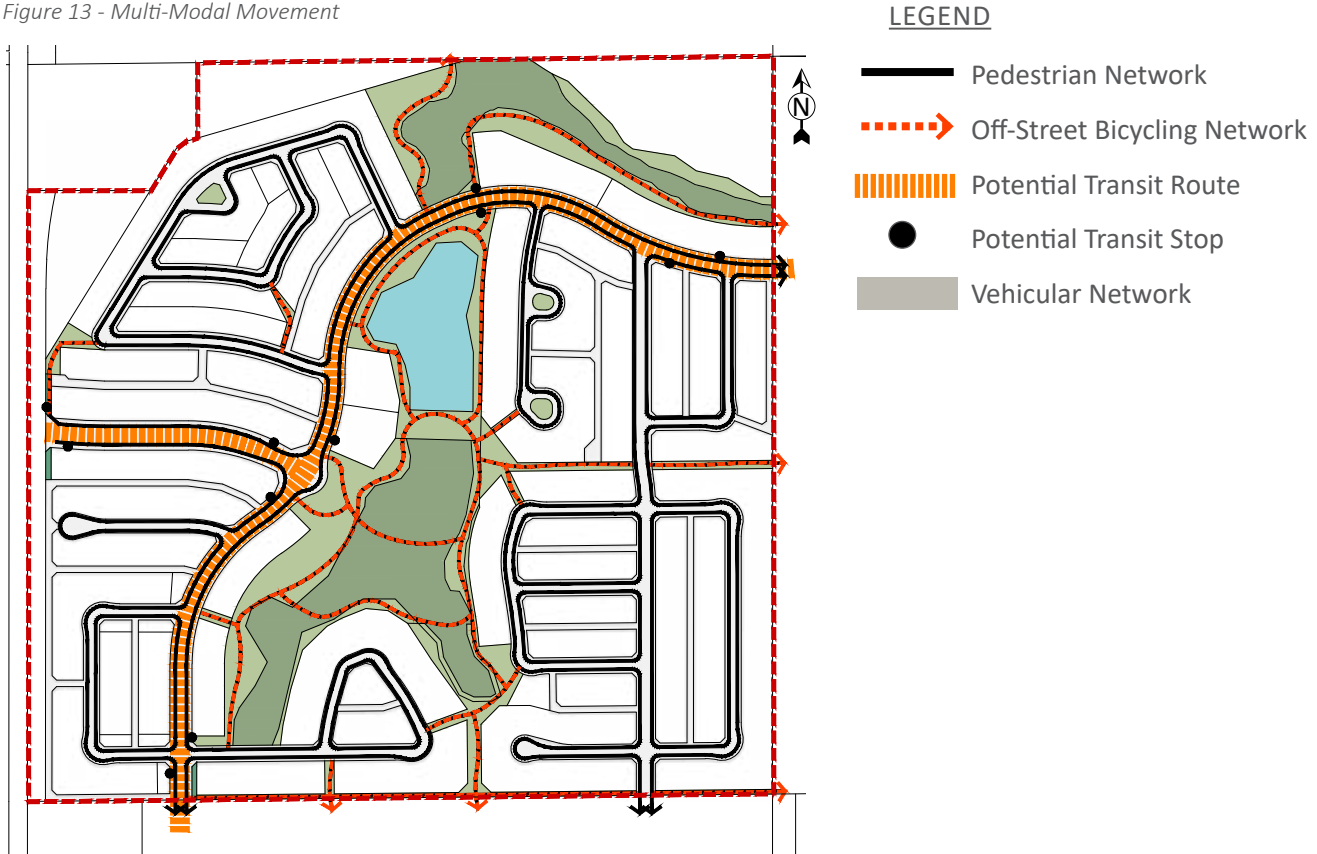 Figure 13 - Multi-Modal Movement
LEGEND
Pedestrian Network
N
Off-Street Bicycling Network
Potential Transit Route
Potential Transit Stop
Vehicular Network